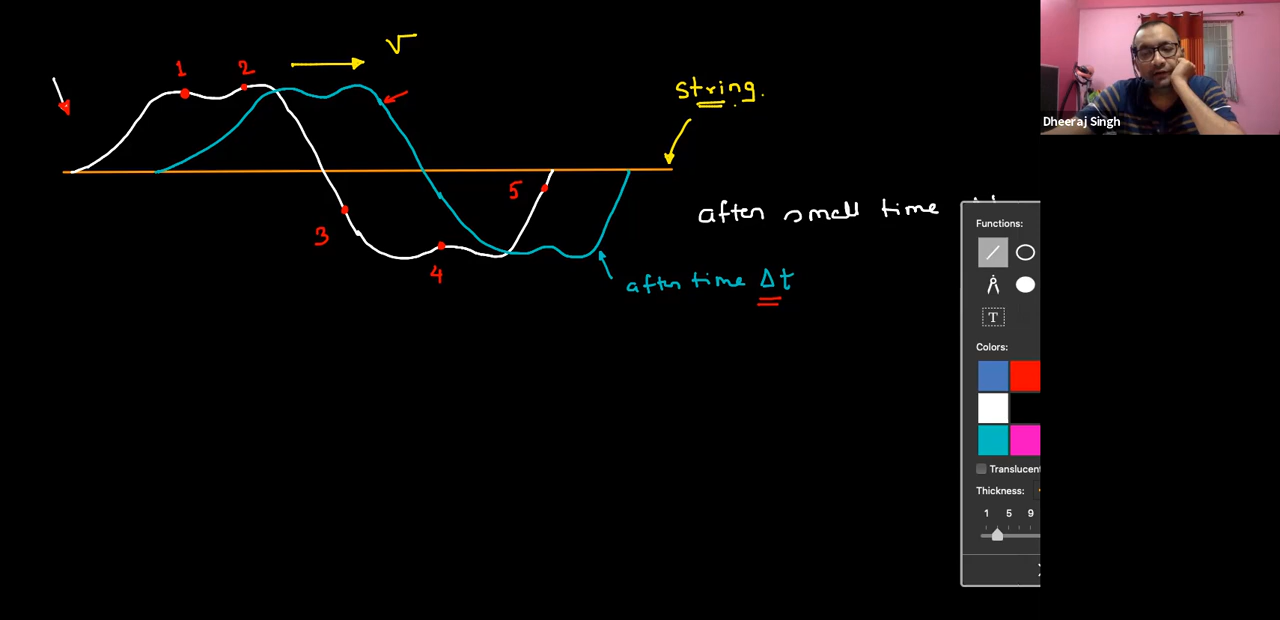 1
2
V
string.
Dheeraj Singh
5
after small time
3
4
after time Δt
Functions:
T
Colors:
Translucent
Thickness:
1 5 9